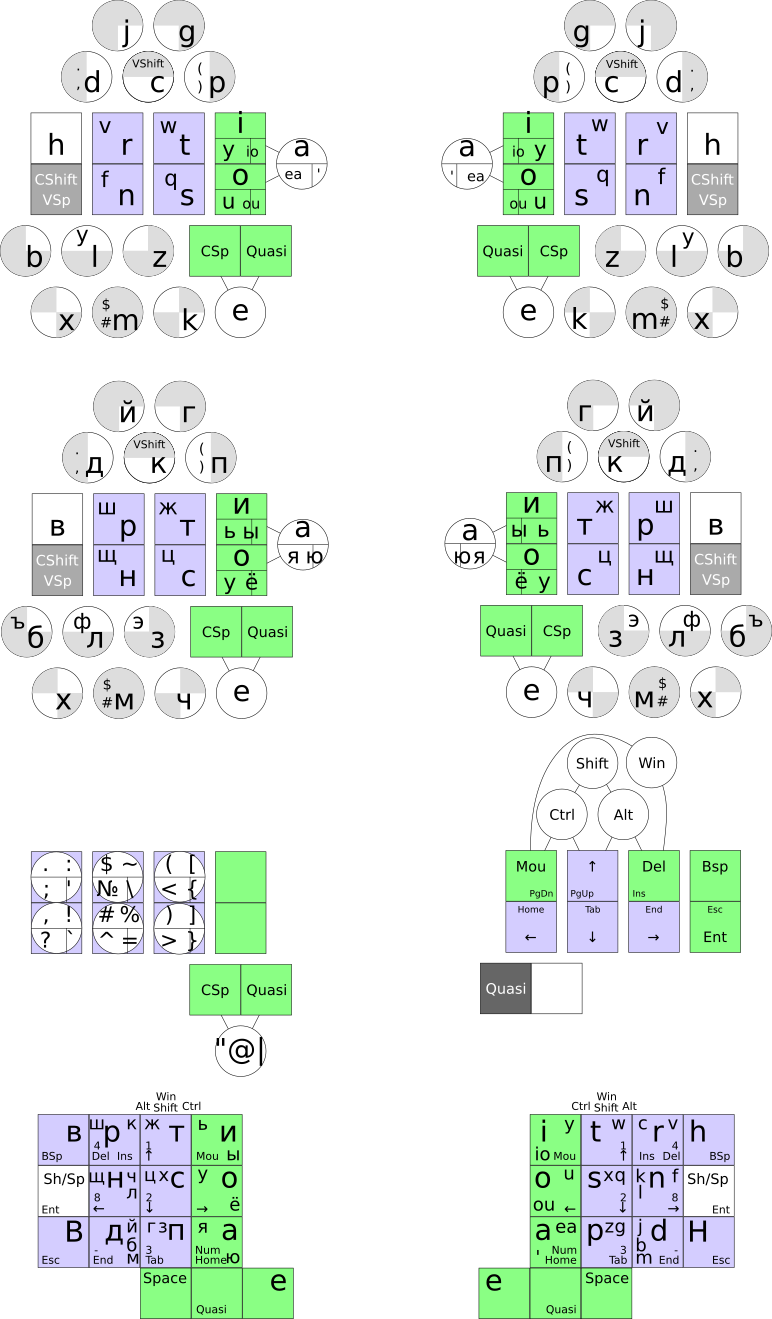 j g g j
. , d VShift c ( ) p p ( ) VShift c d . ,
h v r w t i a a i t w r v h
y io ea ' ' ea io y
CShift VSp f n q s o o s q n f CShift VSp
u ou ou u
b y l z CSp Quasi Quasi CSp z l y b
x $ # m k e e k m $ # x
й г г й
. , д VShift к ( ) п п ( ) VShift к д . ,
в ш р ж т и а а и т ж р ш в
ь ы я ю ю я ы ь
CShift VSp щ н ц с о о с ц н щ CShift VSp
у ё ё у
ъ б ф л э з CSp Quasi Quasi CSp з э л ф б ъ
х $ # м ч е е ч м $ # х
Shift Win
Ctrl Alt
. : $ ~ ( [ Mou ↑ Del Bsp
; ' № \ < { PgDn PgUp Ins
, ! # % ) ] Home Tab End Esc
? ` ^ = > } ← ↓ → Ent
CSp Quasi Quasi
"@|
Win Win
Alt Shift Ctrl Ctrl Shift Alt
в ш р к ж т ь и i y t w c r v h
BSp 4 Del Ins 1 ↑ Mou ы io Mou 1 ↑ Ins 4 Del BSp
Sh/Sp щ н ч л ц х с у о o u s x q k l n f Sh/Sp
Ent 8 ← 2 ↓ → ё ou ← 2 ↓ 8 → Ent
В д й б м г з п я а a ea p z g j b m d H
Esc - End 3 Tab Num Home ю ' Num Home 3 Tab - End Esc
Space е e Space
Quasi Quasi